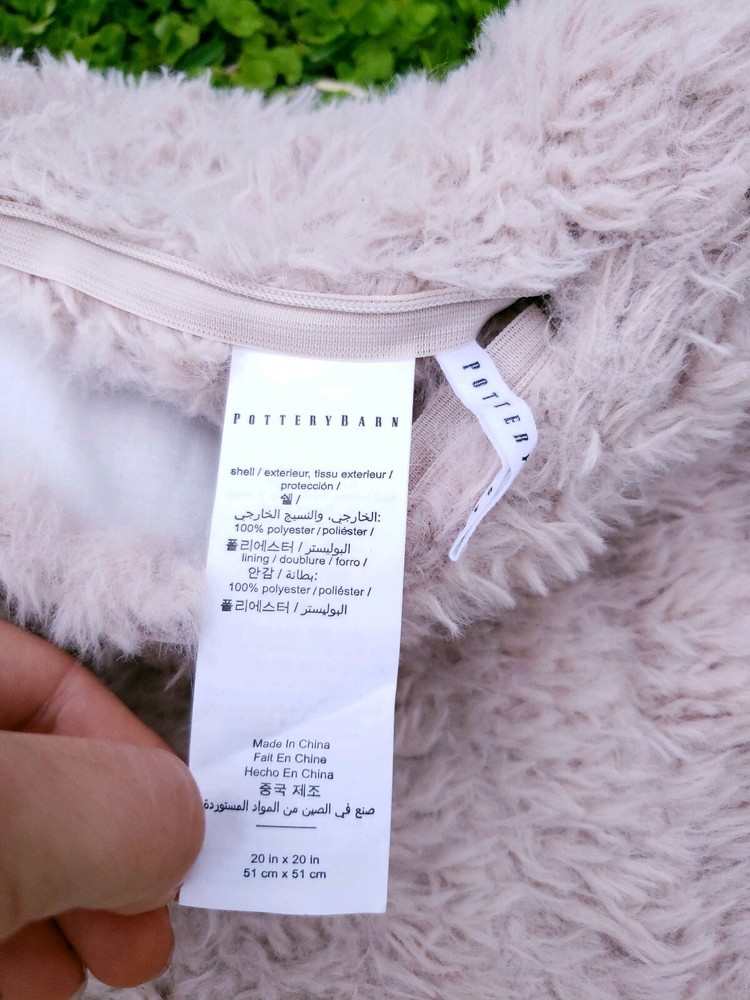 POTTERY BARN
shell / exterieur, tissu exterieur /
protección /
쉘 /
الخارجي، والنسيج الخارجي:
100% polyester / poliéster /
폴리에스터 / البوليستر
lining / doublure / forro /
안감 / بطانة:
100% polyester / poliéster /
폴리에스터 / البوليستر
Made In China
Fait En Chine
Hecho En China
중국 제조
صنع في الصين من المواد المستوردة
20 in x 20 in
51 cm x 51 cm
POTTERY